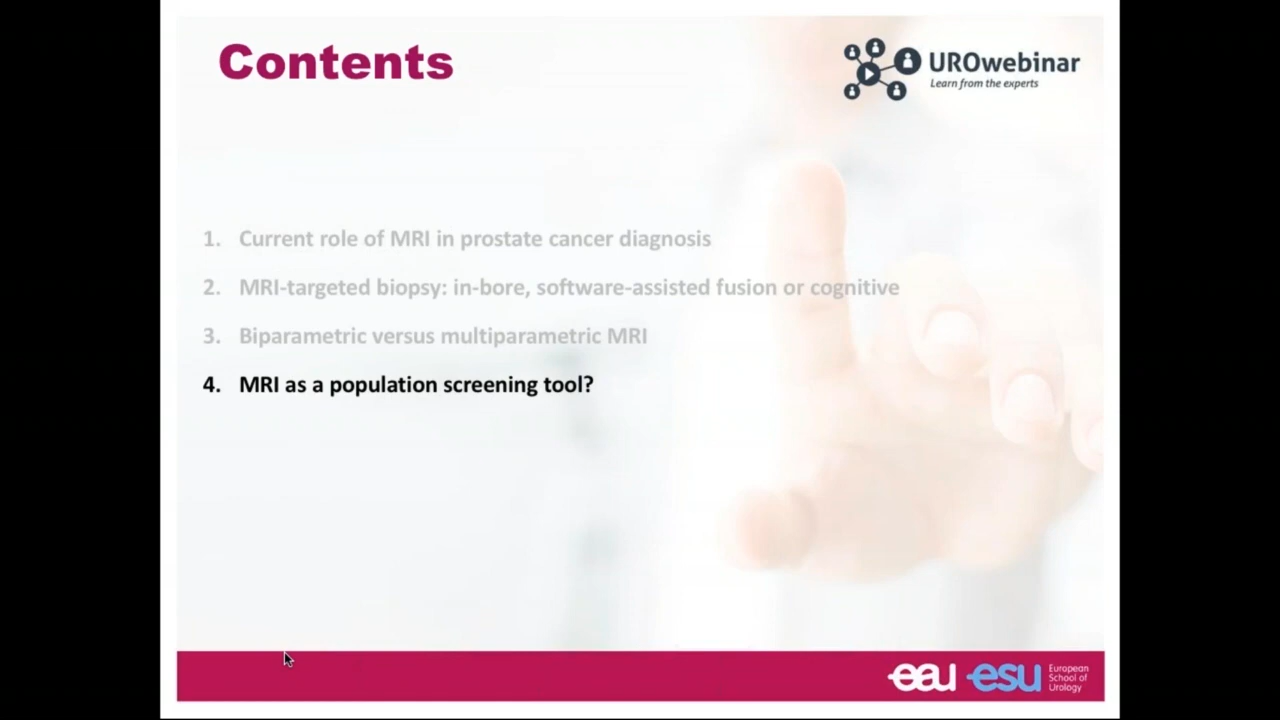 Contents
UROwebinar
Learn from the experts
1. Current role of MRI in prostate cancer diagnosis
2. MRI-targeted biopsy: in-bore, software-assisted fusion or cognitive
3. Biparametric versus multiparametric MRI
4. MRI as a population screening tool?
eau esu European
School of
Urology